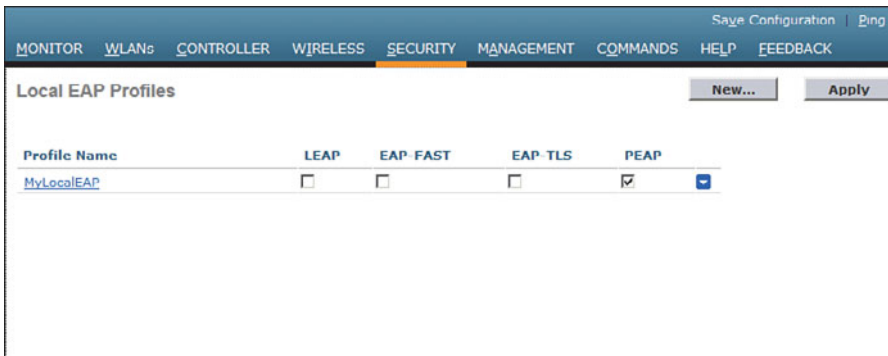 Save Configuration | Ping
MONITOR WLANs CONTROLLER WIRELESS SECURITY MANAGEMENT COMMANDS HELP FEEDBACK
Local EAP Profiles New... Apply
Profile Name LEAP EAP-FAST EAP-TLS PEAP
MyLocalEAP